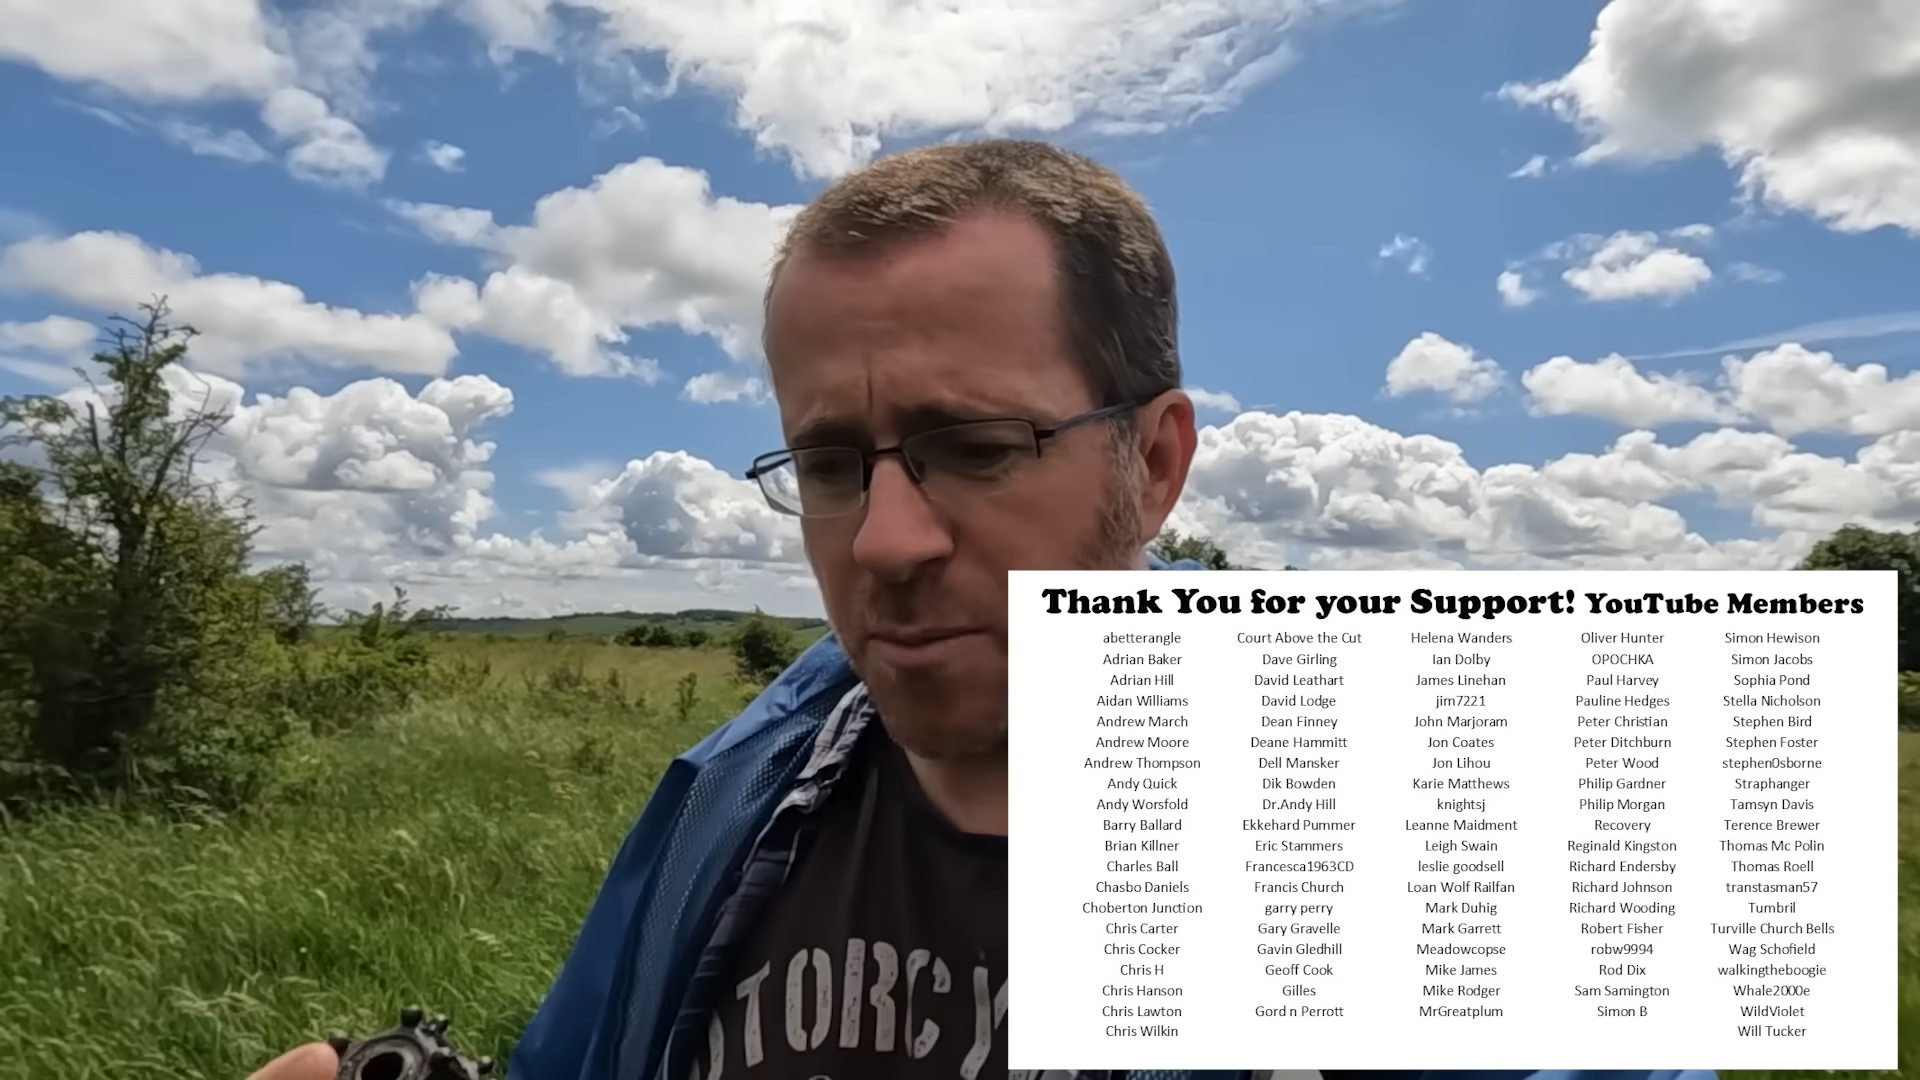 Thank You for your Support! YouTube Members
abetterangle
Adrian Baker
Adrian Hill
Aidan Williams
Andrew March
Andrew Moore
Andrew Thompson
Andy Quick
Andy Worsfold
Barry Ballard
Brian Killner
Charles Ball
Chasbo Daniels
Choberton Junction
Chris Carter
Chris Cocker
Chris H
Chris Hanson
Chris Lawton
Chris Wilkin
Court Above the Cut
Dave Girling
David Leathart
David Lodge
Dean Finney
Deane Hammitt
Dell Mansker
Dik Bowden
Dr.Andy Hill
Ekkehard Pummer
Eric Stammers
Francesca1963CD
Francis Church
garry perry
Gary Gravelle
Gavin Gledhill
Geoff Cook
Gilles
Gord n Perrott
Helena Wanders
Ian Dolby
James Linehan
jim7221
John Marjoram
Jon Coates
Jon Lihou
Karie Matthews
knightsj
Leanne Maidment
Leigh Swain
leslie goodsell
Loan Wolf Railfan
Mark Duhig
Mark Garrett
Meadowcopse
Mike James
Mike Rodger
MrGreatplum
Oliver Hunter
OPOCHKA
Paul Harvey
Pauline Hedges
Peter Christian
Peter Ditchburn
Peter Wood
Philip Gardner
Philip Morgan
Recovery
Reginald Kingston
Richard Endersby
Richard Johnson
Richard Wooding
Robert Fisher
robw9994
Rod Dix
Sam Samington
Simon B
Simon Hewison
Simon Jacobs
Sophia Pond
Stella Nicholson
Stephen Bird
Stephen Foster
stephen0sborne
Straphanger
Tamsyn Davis
Terence Brewer
Thomas Mc Polin
Thomas Roell
transtasman57
Tumbril
Turville Church Bells
Wag Schofield
walkingtheboogie
Whale2000e
WildViolet
Will Tucker